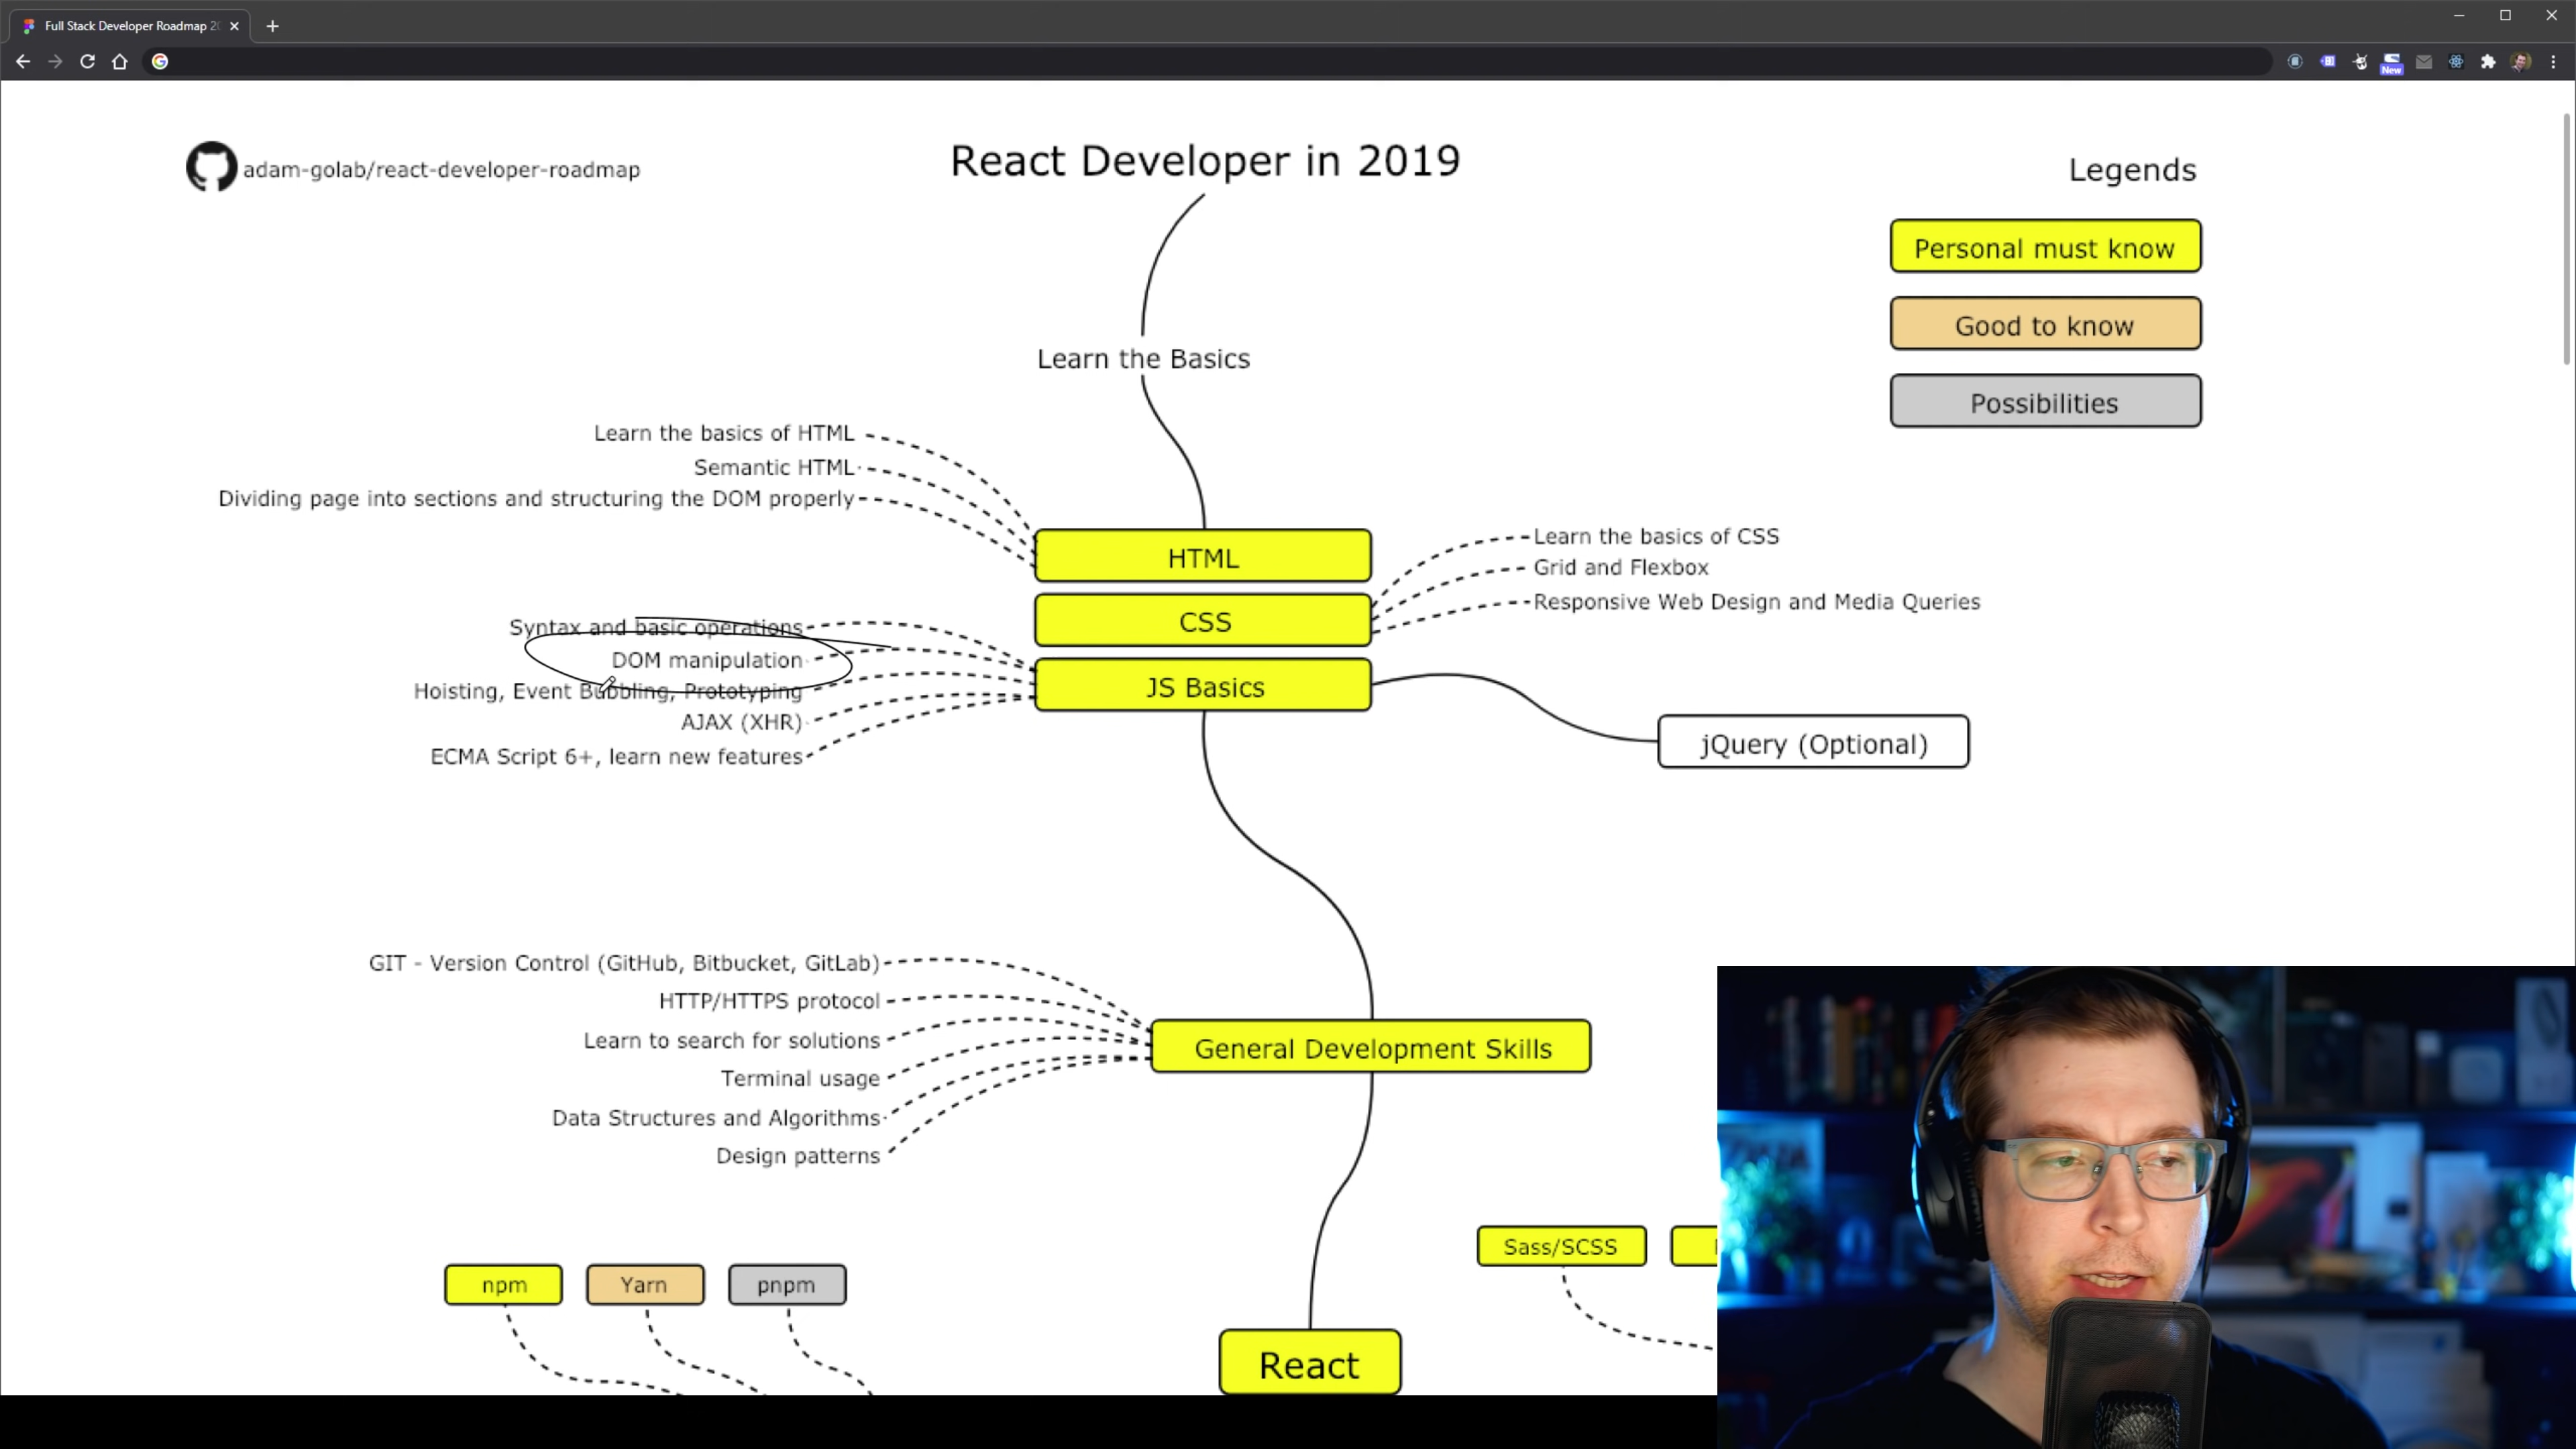 Full Stack Developer Roadmap 20
New
adam-golab/react-developer-roadmap
React Developer in 2019
Legends
Personal must know
Good to know
Possibilities
Learn the Basics
Learn the basics of HTML
Semantic HTML
Dividing page into sections and structuring the DOM properly
HTML
CSS
JS Basics
Learn the basics of CSS
Grid and Flexbox
Responsive Web Design and Media Queries
Syntax and basic operations
DOM manipulation
Hoisting, Event Bubbling, Prototyping
AJAX (XHR)
ECMA Script 6+, learn new features
jQuery (Optional)
GIT - Version Control (GitHub, Bitbucket, GitLab)
HTTP/HTTPS protocol
Learn to search for solutions
Terminal usage
Data Structures and Algorithms
Design patterns
General Development Skills
npm
Yarn
pnpm
Sass/SCSS
React